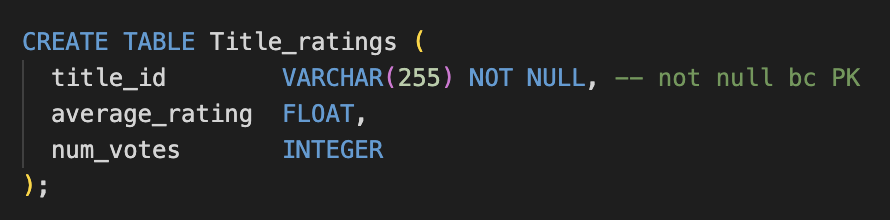 CREATE TABLE Title_ratings (
  title_id        VARCHAR(255) NOT NULL, -- not null bc PK
  average_rating  FLOAT,
  num_votes       INTEGER
);